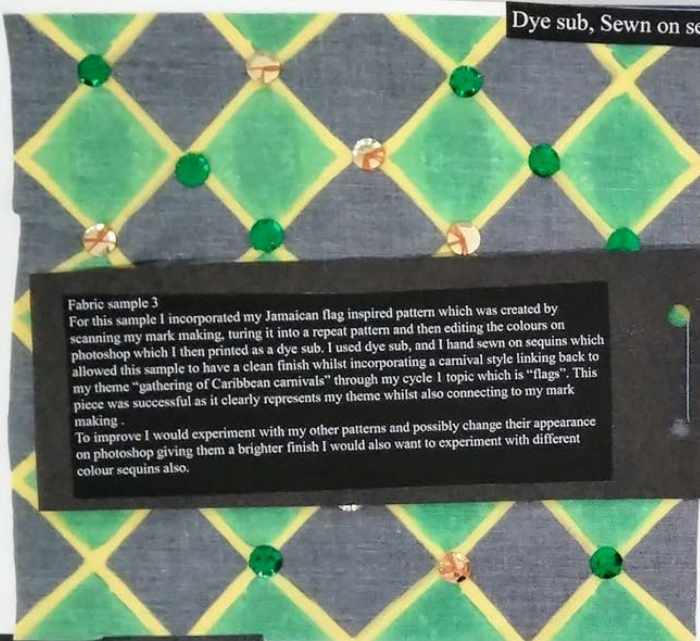 Dye sub, Sewn on se
Fabric sample 3
For this sample I incorporated my Jamaican flag inspired pattern which was created by
scanning my mark making, turing it into a repeat pattern and then editing the colours on
photoshop which I then printed as a dye sub. I used dye sub, and I hand sewn on sequins which
allowed this sample to have a clean finish whilst incorporating a carnival style linking back to
my theme “gathering of Caribbean carnivals” through my cycle 1 topic which is “flags”. This
piece was successful as it clearly represents my theme whilst also connecting to my mark
making .
To improve I would experiment with my other patterns and possibly change their appearance
on photoshop giving them a brighter finish I would also want to experiment with different
colour sequins also.